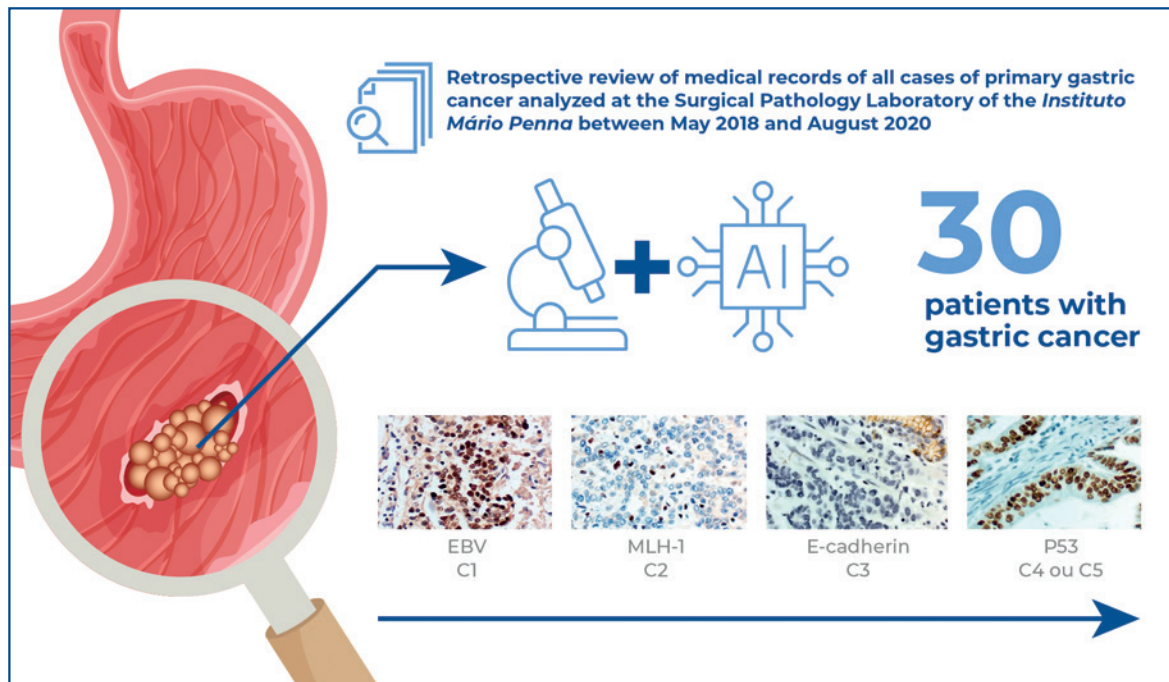 Retrospective review of medical records of all cases of primary gastric
cancer analyzed at the Surgical Pathology Laboratory of the Instituto
Mário Penna between May 2018 and August 2020
AI
30
patients with
gastric cancer
EBV
C1
MLH-1
C2
E-cadherin
C3
P53
C4 ou C5